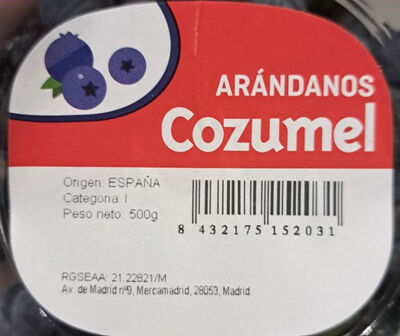 ARÁNDANOS
Cozumel
Origen: ESPAÑA
Categoria: I
Peso neto: 500g
8 432175 152031
RGSEAA: 21.22821/M
Av. de Madrid nº9, Mercamadrid, 28053, Madrid